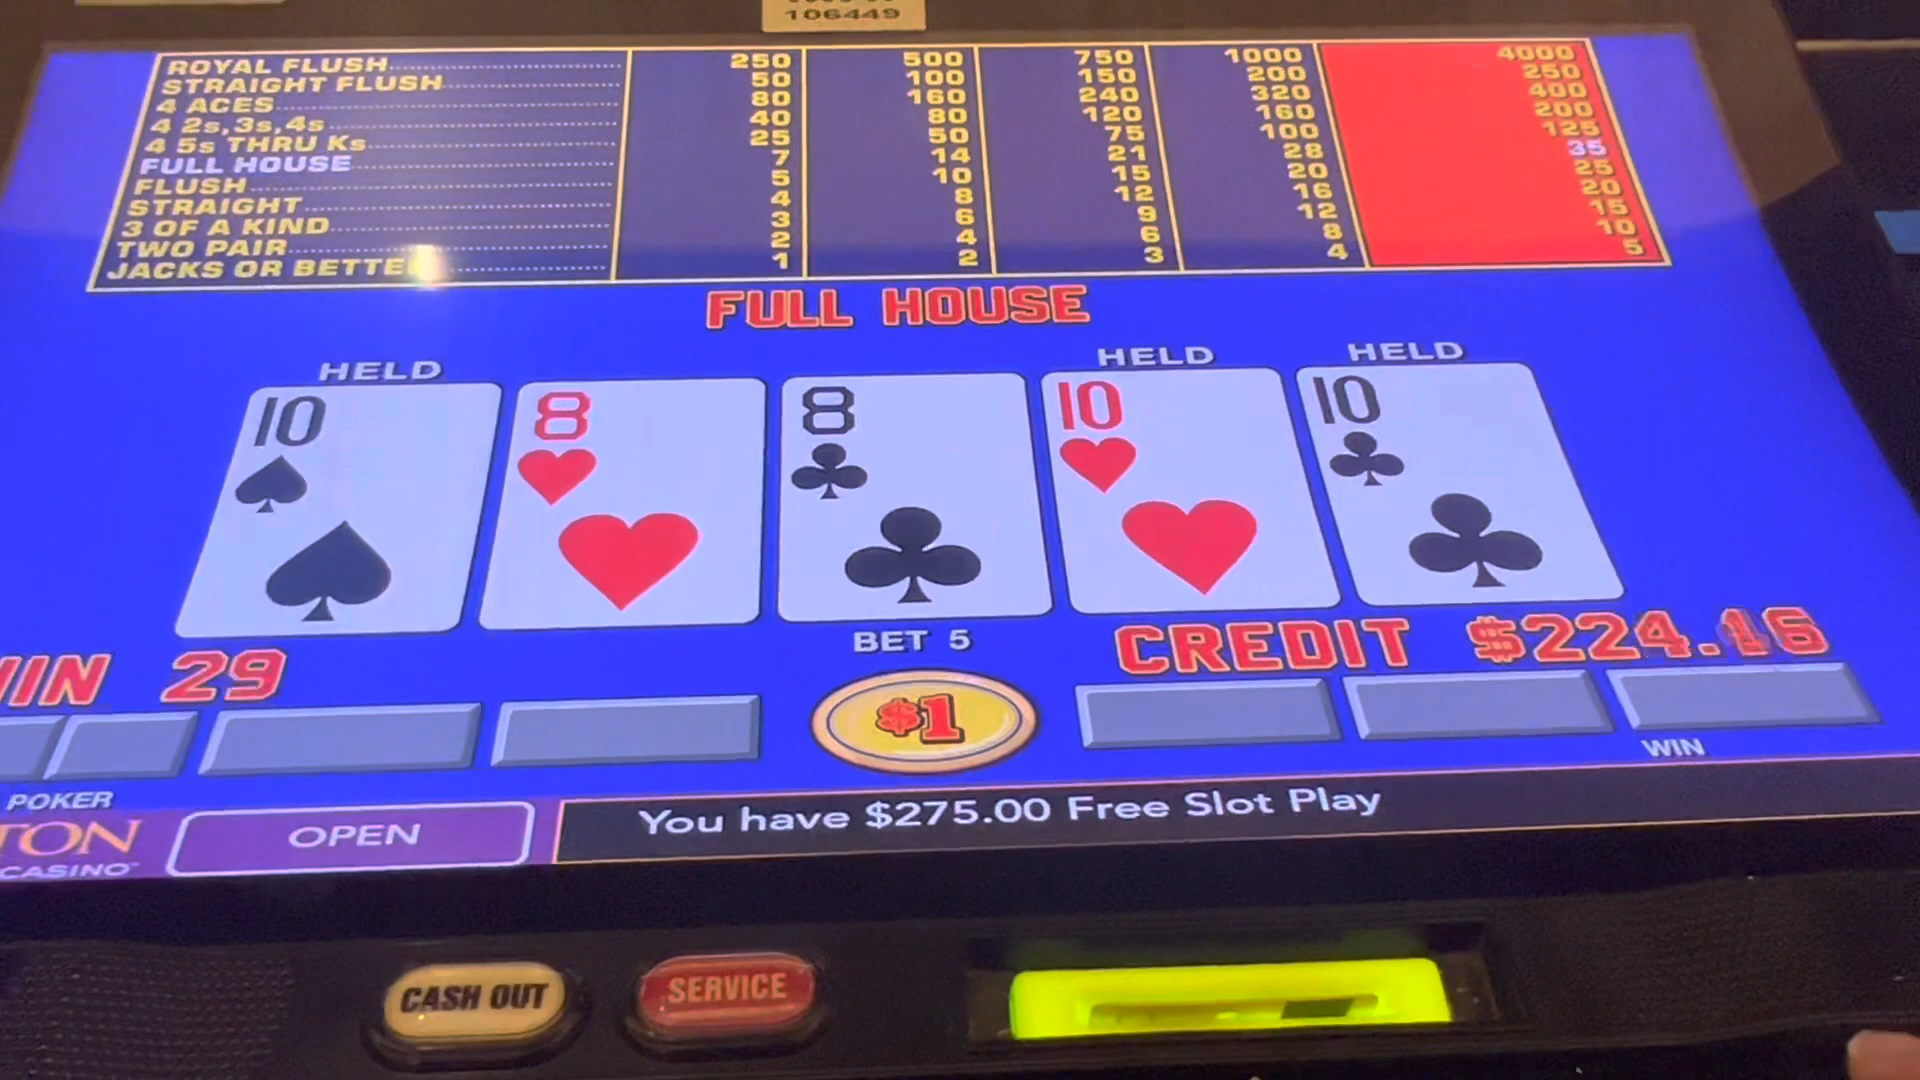 106449
ROYAL FLUSH 250 500 750 1000 4000
STRAIGHT FLUSH 50 100 150 200 250
4 ACES 80 160 240 320 400
4 2s,3s,4s 40 80 120 160 200
4 5s THRU Ks 25 50 75 100 125
FULL HOUSE 7 14 21 28 35
FLUSH 5 10 15 20 25
STRAIGHT 4 8 12 16 20
3 OF A KIND 3 6 9 12 15
TWO PAIR 2 4 6 8 10
JACKS OR BETTE 1 2 3 4 5
FULL HOUSE
HELD HELD HELD
10 8 8 10 10
BET 5
WIN 29 CREDIT $224.16
$1
WIN
POKER
TON
CASINO
OPEN
You have $275.00 Free Slot Play
CASH OUT SERVICE